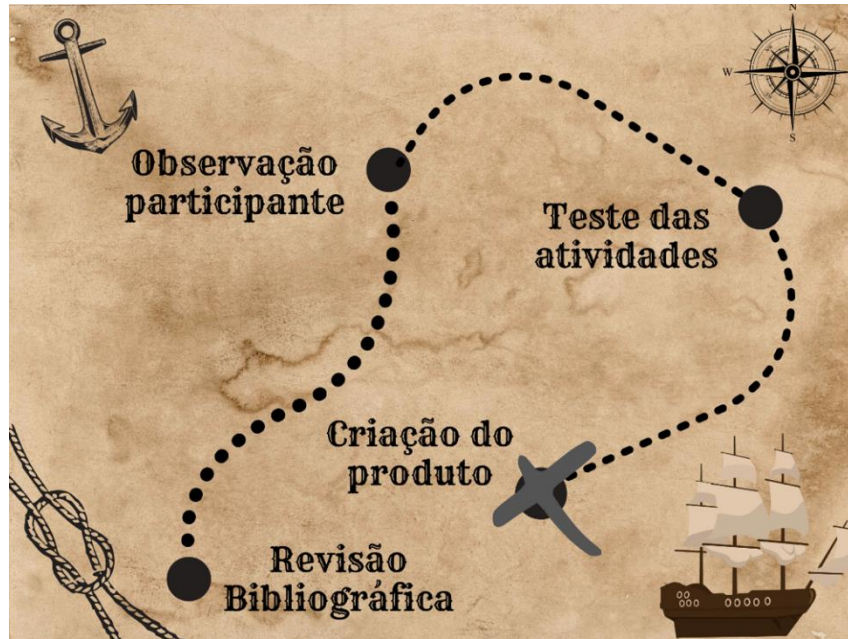 N
W
S
Observação
participante
Teste das
atividades
Criação do
produto
Revisão
Bibliográfica